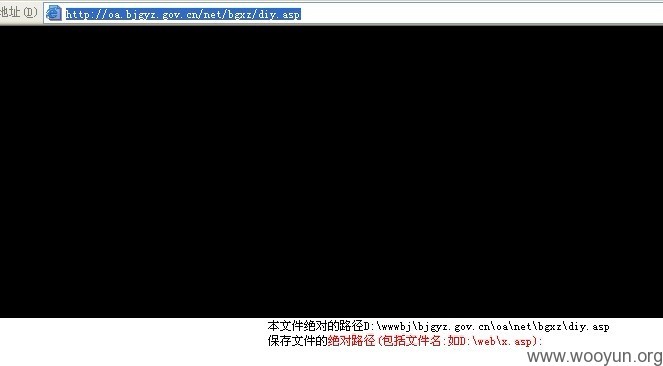 地址(D) http://oa.bjgyz.gov.cn/net/bgxz/diy.asp
本文件绝对的路径D:\wwwbj\bjgyz.gov.cn\oa\net\bgxz\diy.asp
保存文件的绝对路径(包括文件名:如D:\web\x.asp):
www.wooyun.org